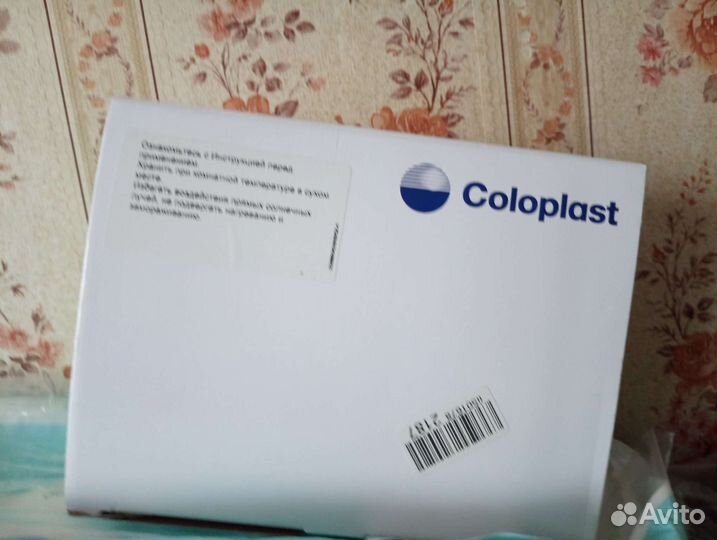 Ознакомьтесь с Инструкцией перед
применением.
Хранить при комнатной температуре в сухом
месте.
Избегать воздействия прямых солнечных
лучей, не подвергать нагреванию и
замораживанию.
Coloplast
2187
Avito